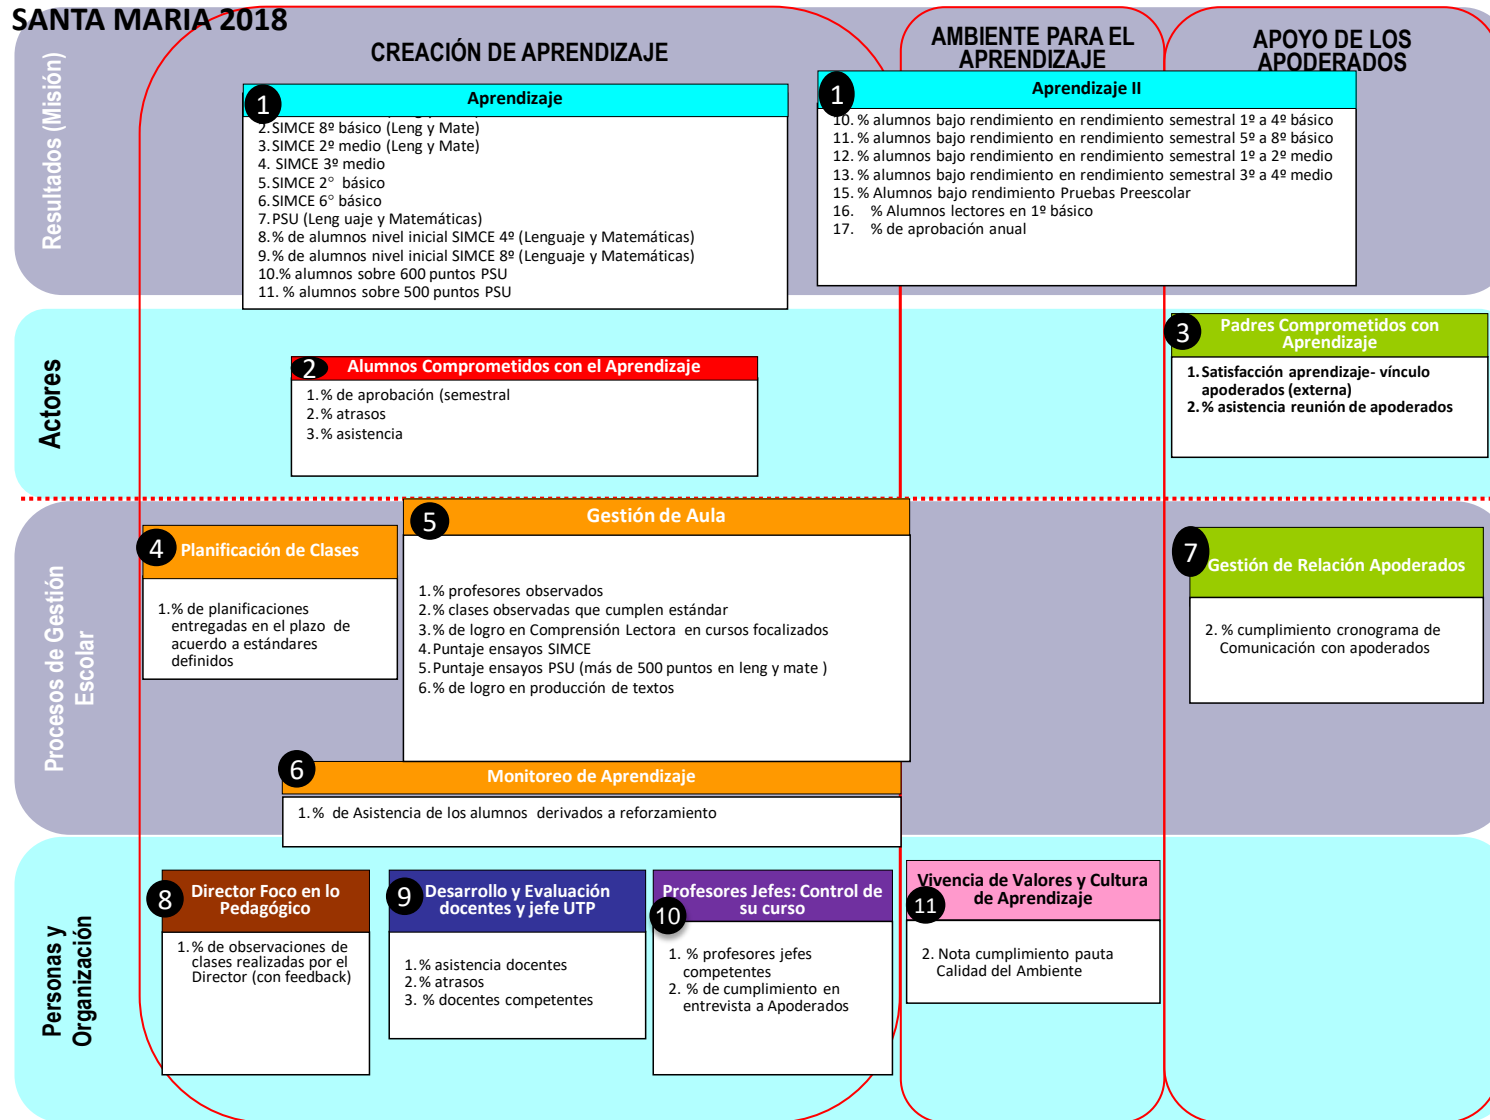 SANTA MARIA 2018
CREACIÓN DE APRENDIZAJE
AMBIENTE PARA EL
APRENDIZAJE
APOYO DE LOS
APODERADOS
Resultados (Misión)
1
Aprendizaje
2. SIMCE 8º básico (Leng y Mate)
3. SIMCE 2º medio (Leng y Mate)
4. SIMCE 3º medio
5. SIMCE 2° básico
6. SIMCE 6° básico
7. PSU (Leng uaje y Matemáticas)
8. % de alumnos nivel inicial SIMCE 4º (Lenguaje y Matemáticas)
9. % de alumnos nivel inicial SIMCE 8º (Lenguaje y Matemáticas)
10. % alumnos sobre 600 puntos PSU
11. % alumnos sobre 500 puntos PSU
1
Aprendizaje II
10. % alumnos bajo rendimiento en rendimiento semestral 1º a 4º básico
11. % alumnos bajo rendimiento en rendimiento semestral 5º a 8º básico
12. % alumnos bajo rendimiento en rendimiento semestral 1º a 2º medio
13. % alumnos bajo rendimiento en rendimiento semestral 3º a 4º medio
15. % Alumnos bajo rendimiento Pruebas Preescolar
16. % Alumnos lectores en 1º básico
17. % de aprobación anual
Actores
2
Alumnos Comprometidos con el Aprendizaje
1. % de aprobación (semestral
2. % atrasos
3. % asistencia
3
Padres Comprometidos con
Aprendizaje
1. Satisfacción aprendizaje- vínculo
apoderados (externa)
2. % asistencia reunión de apoderados
Procesos de Gestión
Escolar
4
Planificación de Clases
1. % de planificaciones
entregadas en el plazo de
acuerdo a estándares
definidos
5
Gestión de Aula
1. % profesores observados
2. % clases observadas que cumplen estándar
3. % de logro en Comprensión Lectora en cursos focalizados
4. Puntaje ensayos SIMCE
5. Puntaje ensayos PSU (más de 500 puntos en leng y mate )
6. % de logro en producción de textos
6
Monitoreo de Aprendizaje
1. % de Asistencia de los alumnos derivados a reforzamiento
7
Gestión de Relación Apoderados
2. % cumplimiento cronograma de
Comunicación con apoderados
Personas y
Organización
8
Director Foco en lo
Pedagógico
1. % de observaciones de
clases realizadas por el
Director (con feedback)
9
Desarrollo y Evaluación
docentes y jefe UTP
1. % asistencia docentes
2. % atrasos
3. % docentes competentes
10
Profesores Jefes: Control de
su curso
1. % profesores jefes
competentes
2. % de cumplimiento en
entrevista a Apoderados
11
Vivencia de Valores y Cultura
de Aprendizaje
2. Nota cumplimiento pauta
Calidad del Ambiente